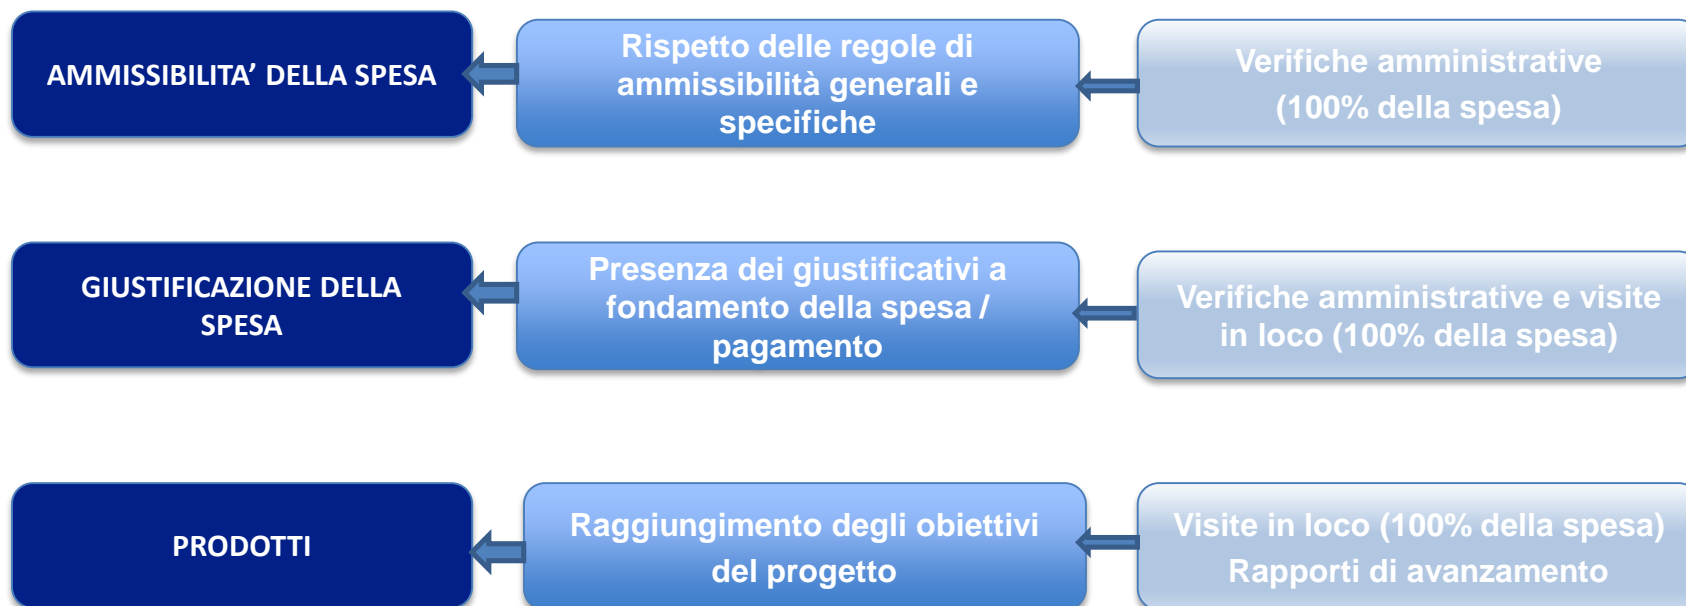 AMMISSIBILITA’ DELLA SPESA
Rispetto delle regole di
ammissibilità generali e
specifiche
Verifiche amministrative
(100% della spesa)
GIUSTIFICAZIONE DELLA
SPESA
Presenza dei giustificativi a
fondamento della spesa /
pagamento
Verifiche amministrative e visite
in loco (100% della spesa)
PRODOTTI
Raggiungimento degli obiettivi
del progetto
Visite in loco (100% della spesa)
Rapporti di avanzamento